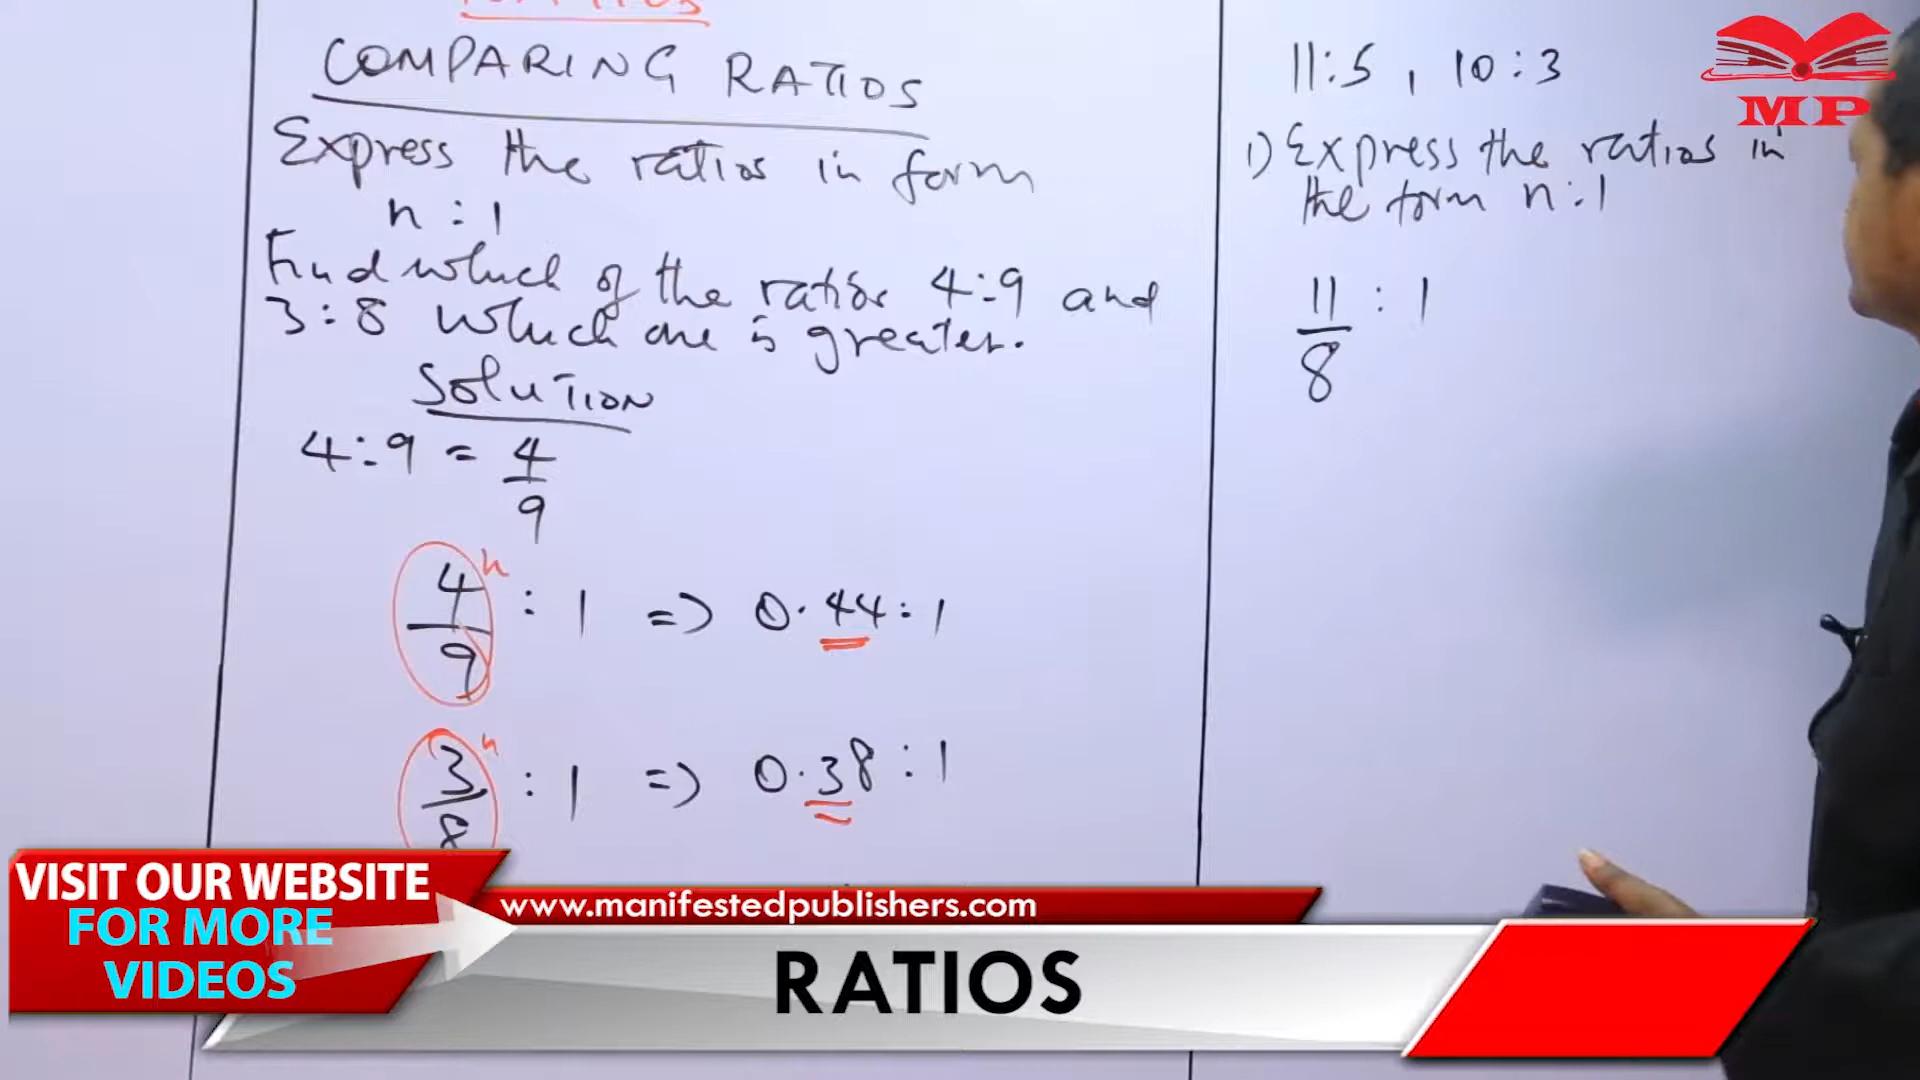 COMPARING RATIOS
Express the ratios in form
n : 1
Find which of the ratios 4:9 and
3:8 which one is greater.
Solution
4:9 = 4/9
4/9 n : 1 => 0.44 : 1
3/8 n : 1 => 0.38 : 1
11:5 , 10:3
1) Express the ratios in
the form n:1
11/8 : 1
MP
VISIT OUR WEBSITE
FOR MORE
VIDEOS
www.manifestedpublishers.com
RATIOS